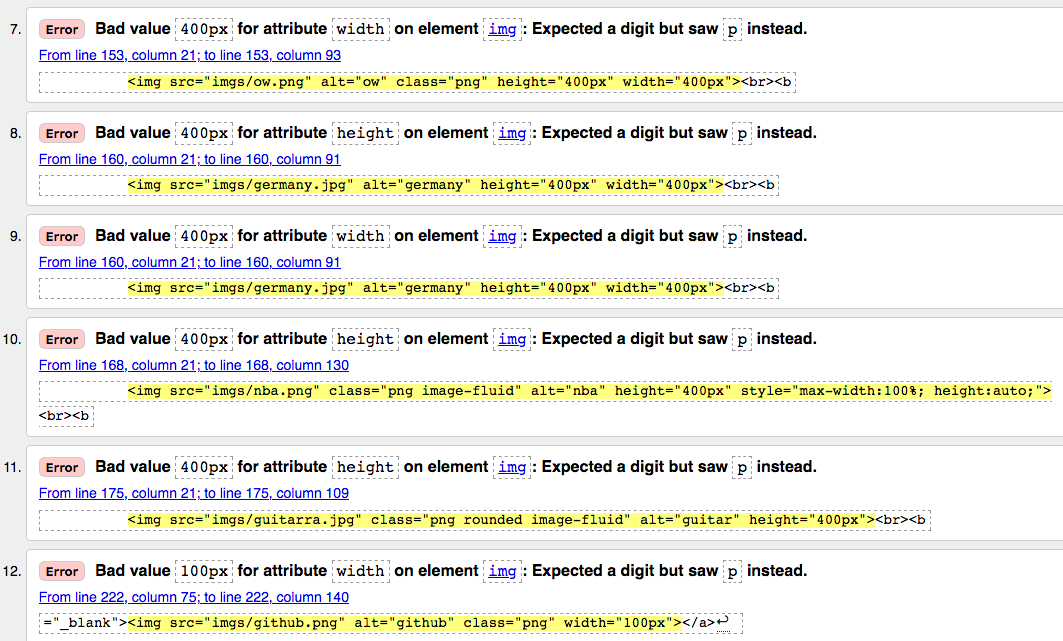 7. Error Bad value 400px for attribute width on element img: Expected a digit but saw p instead.
From line 153, column 21; to line 153, column 93
<img src="imgs/ow.png" alt="ow" class="png" height="400px" width="400px"><br><b
8. Error Bad value 400px for attribute height on element img: Expected a digit but saw p instead.
From line 160, column 21; to line 160, column 91
<img src="imgs/germany.jpg" alt="germany" height="400px" width="400px"><br><b
9. Error Bad value 400px for attribute width on element img: Expected a digit but saw p instead.
From line 160, column 21; to line 160, column 91
<img src="imgs/germany.jpg" alt="germany" height="400px" width="400px"><br><b
10. Error Bad value 400px for attribute height on element img: Expected a digit but saw p instead.
From line 168, column 21; to line 168, column 130
<img src="imgs/nba.png" class="png image-fluid" alt="nba" height="400px" style="max-width:100%; height:auto;">
<br><b
11. Error Bad value 400px for attribute height on element img: Expected a digit but saw p instead.
From line 175, column 21; to line 175, column 109
<img src="imgs/guitarra.jpg" class="png rounded image-fluid" alt="guitar" height="400px"><br><b
12. Error Bad value 100px for attribute width on element img: Expected a digit but saw p instead.
From line 222, column 75; to line 222, column 140
="_blank"><img src="imgs/github.png" alt="github" class="png" width="100px"></a>↩